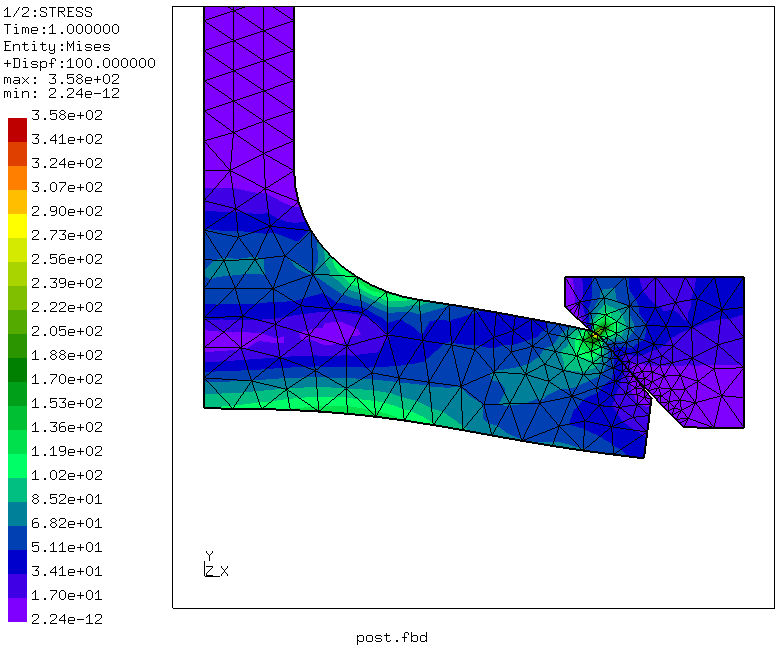 1/2:STRESS
Time:1.000000
Entity:Mises
+Dispf:100.000000
max: 3.58e+02
min: 2.24e-12
3.58e+02
3.41e+02
3.24e+02
3.07e+02
2.90e+02
2.73e+02
2.56e+02
2.39e+02
2.22e+02
2.05e+02
1.88e+02
1.70e+02
1.53e+02
1.36e+02
1.19e+02
1.02e+02
8.52e+01
6.82e+01
5.11e+01
3.41e+01
1.70e+01
2.24e-12
Y
Z X
post.fbd